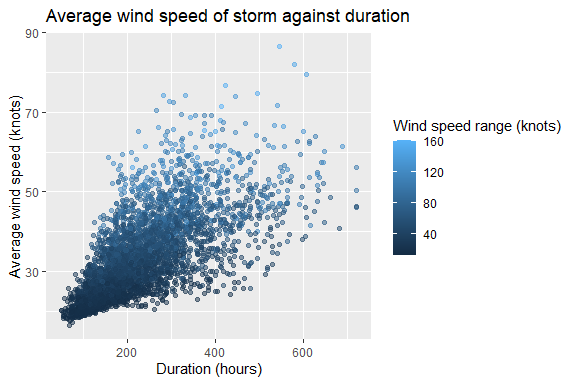 Average wind speed of storm against duration
90
70
50
30
Average wind speed (knots)
200
400
600
Duration (hours)
Wind speed range (knots)
160
120
80
40